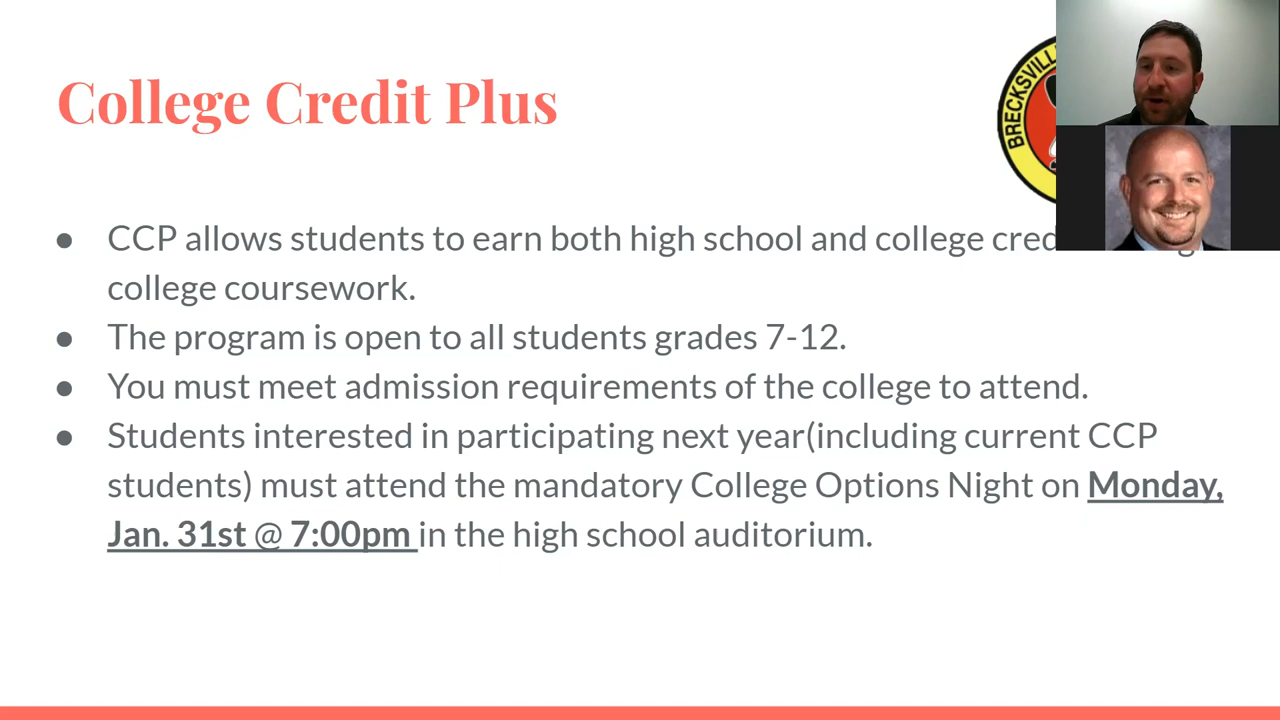 College Credit Plus
BRECKSVILL
● CCP allows students to earn both high school and college
college coursework.
● The program is open to all students grades 7-12.
● You must meet admission requirements of the college to attend.
● Students interested in participating next year(including current CCP
students) must attend the mandatory College Options Night on Monday,
Jan. 31st @ 7:00pm in the high school auditorium.